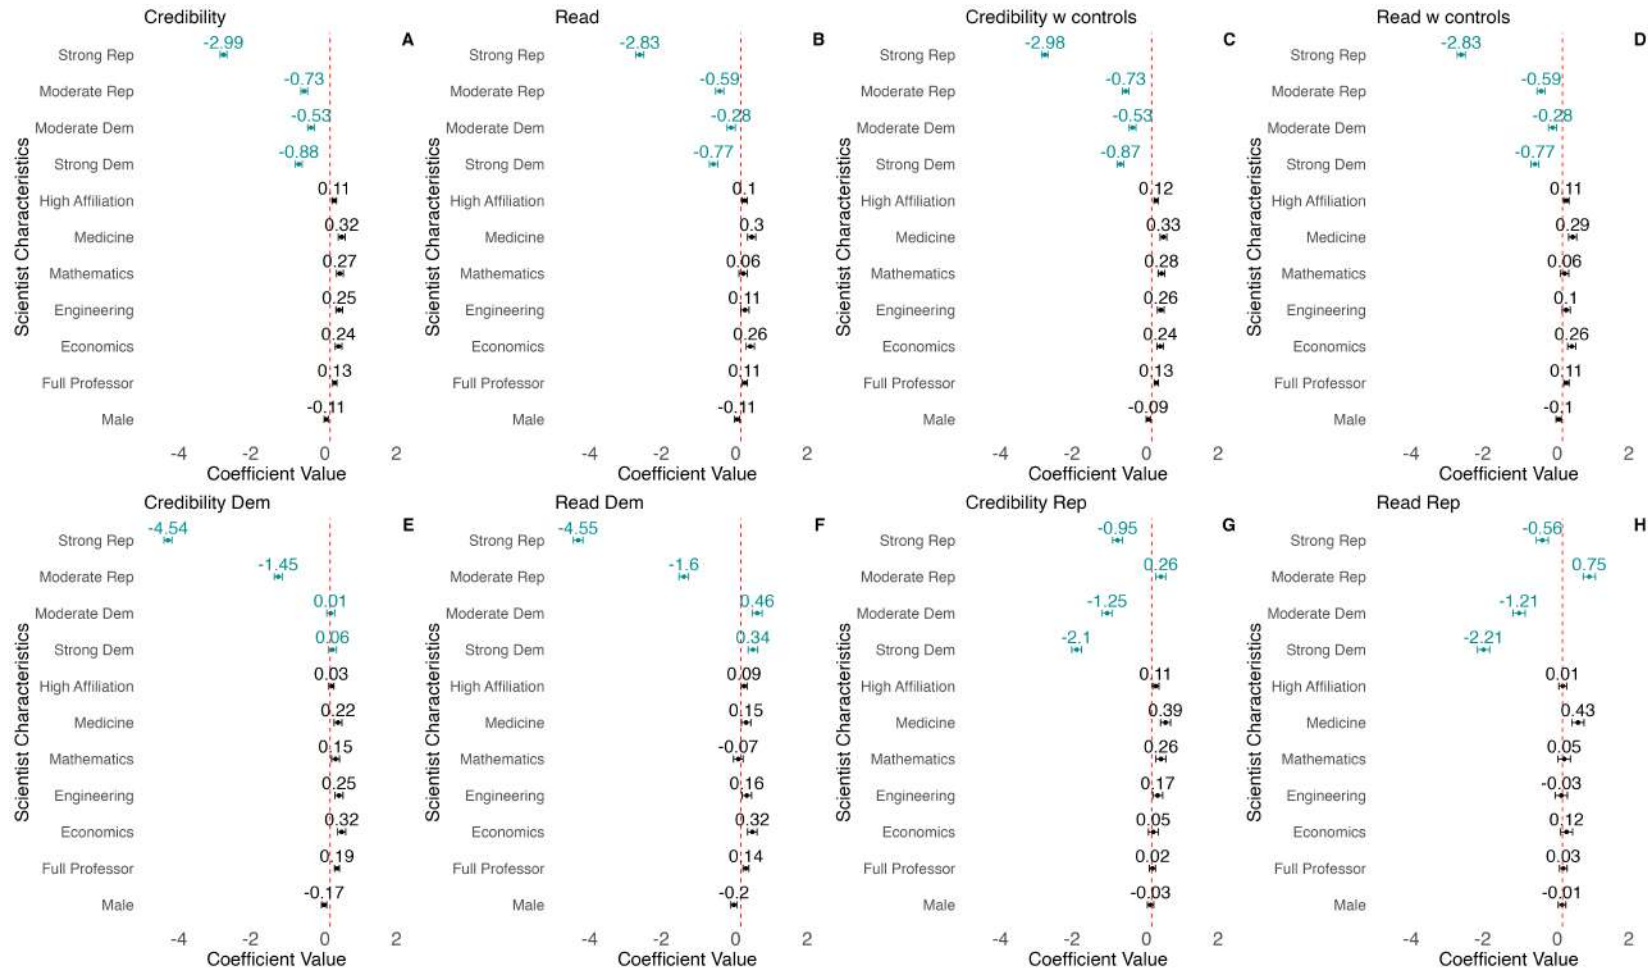 Credibility
A
Scientist Characteristics
Strong Rep -2.99
Moderate Rep -0.73
Moderate Dem -0.53
Strong Dem -0.88
High Affiliation 0.11
Medicine 0.32
Mathematics 0.27
Engineering 0.25
Economics 0.24
Full Professor 0.13
Male -0.11
-4 -2 0 2
Coefficient Value
Read
B
Scientist Characteristics
Strong Rep -2.83
Moderate Rep -0.59
Moderate Dem -0.28
Strong Dem -0.77
High Affiliation 0.1
Medicine 0.3
Mathematics 0.06
Engineering 0.11
Economics 0.26
Full Professor 0.11
Male -0.11
-4 -2 0 2
Coefficient Value
Credibility w controls
C
Scientist Characteristics
Strong Rep -2.98
Moderate Rep -0.73
Moderate Dem -0.53
Strong Dem -0.87
High Affiliation 0.12
Medicine 0.33
Mathematics 0.28
Engineering 0.26
Economics 0.24
Full Professor 0.13
Male -0.09
-4 -2 0 2
Coefficient Value
Read w controls
D
Scientist Characteristics
Strong Rep -2.83
Moderate Rep -0.59
Moderate Dem -0.28
Strong Dem -0.77
High Affiliation 0.11
Medicine 0.29
Mathematics 0.06
Engineering 0.1
Economics 0.26
Full Professor 0.11
Male -0.1
-4 -2 0 2
Coefficient Value
Credibility Dem
E
Scientist Characteristics
Strong Rep -4.54
Moderate Rep -1.45
Moderate Dem 0.01
Strong Dem 0.06
High Affiliation 0.03
Medicine 0.22
Mathematics 0.15
Engineering 0.25
Economics 0.32
Full Professor 0.19
Male -0.17
-4 -2 0 2
Coefficient Value
Read Dem
F
Scientist Characteristics
Strong Rep -4.55
Moderate Rep -1.6
Moderate Dem 0.46
Strong Dem 0.34
High Affiliation 0.09
Medicine 0.15
Mathematics -0.07
Engineering 0.16
Economics 0.32
Full Professor 0.14
Male -0.2
-4 -2 0 2
Coefficient Value
Credibility Rep
G
Scientist Characteristics
Strong Rep -0.95
Moderate Rep 0.26
Moderate Dem -1.25
Strong Dem -2.1
High Affiliation 0.11
Medicine 0.39
Mathematics 0.26
Engineering 0.17
Economics 0.05
Full Professor 0.02
Male -0.03
-4 -2 0 2
Coefficient Value
Read Rep
H
Scientist Characteristics
Strong Rep -0.56
Moderate Rep 0.75
Moderate Dem -1.21
Strong Dem -2.21
High Affiliation 0.01
Medicine 0.43
Mathematics 0.05
Engineering -0.03
Economics 0.12
Full Professor 0.03
Male -0.01
-4 -2 0 2
Coefficient Value